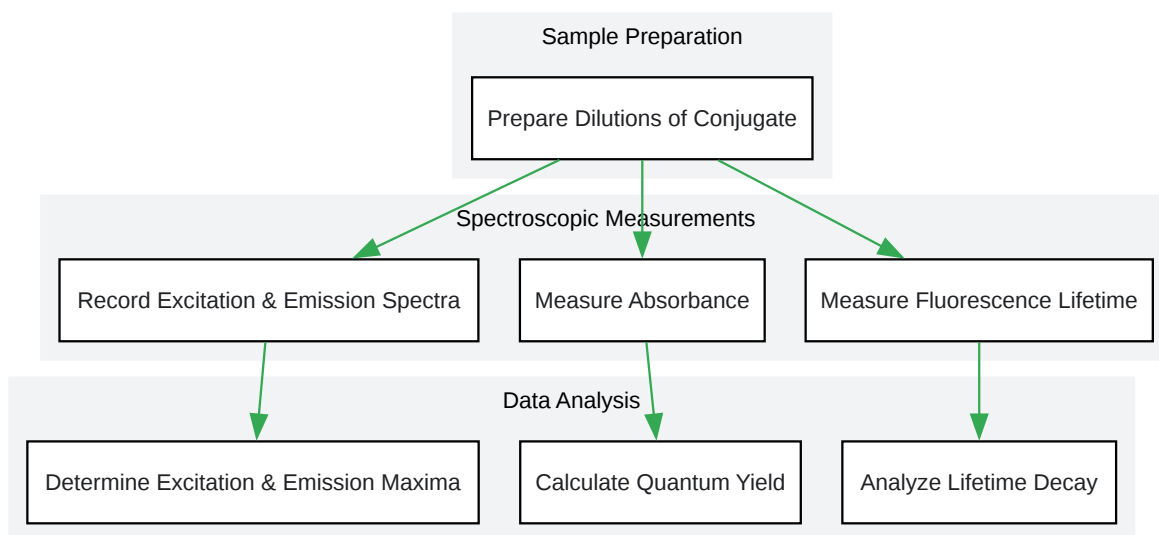 Sample Preparation
Prepare Dilutions of Conjugate
Spectroscopic Measurements
Record Excitation & Emission Spectra
Measure Absorbance
Measure Fluorescence Lifetime
Data Analysis
Determine Excitation & Emission Maxima
Calculate Quantum Yield
Analyze Lifetime Decay